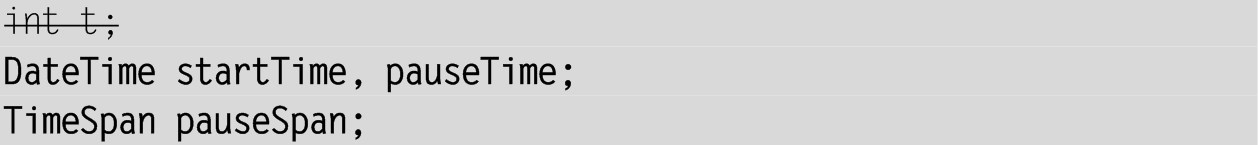 int t;
DateTime startTime, pauseTime;
TimeSpan pauseSpan;